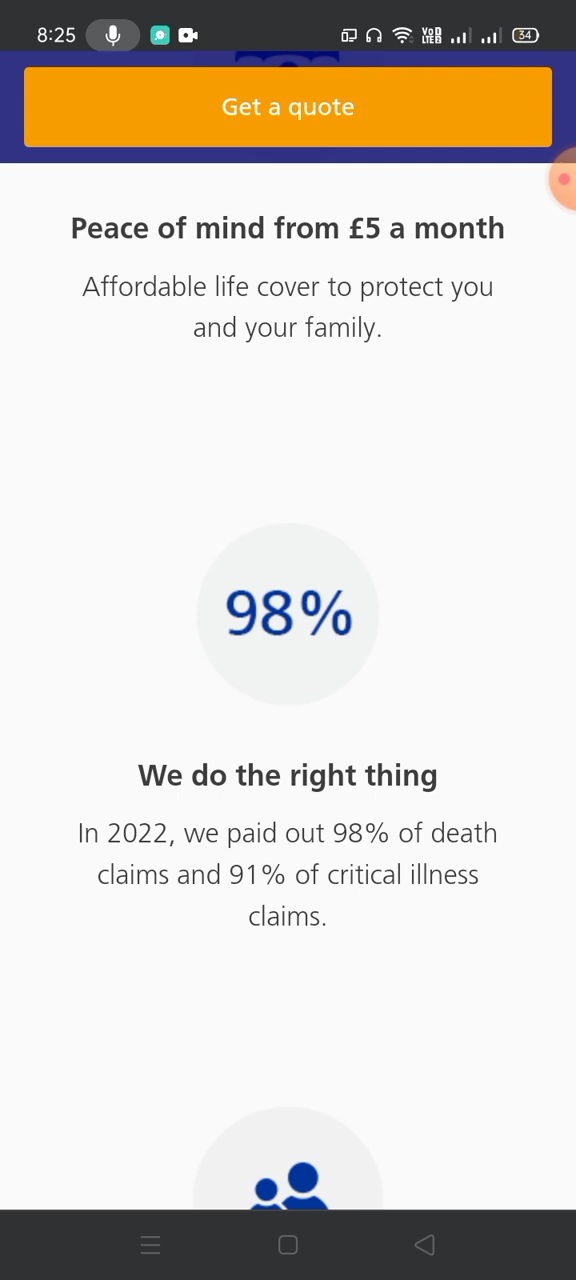 8:25
VoD
LTE2
34
Get a quote
Peace of mind from £5 a month
Affordable life cover to protect you
and your family.
98%
We do the right thing
In 2022, we paid out 98% of death
claims and 91% of critical illness
claims.